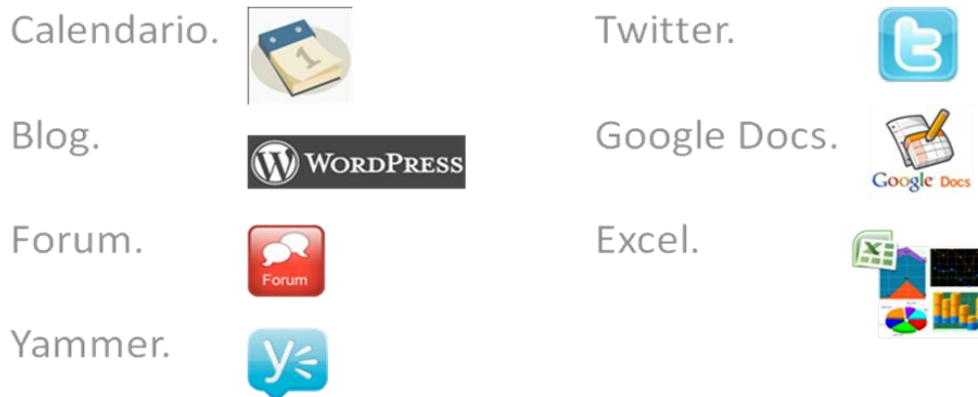 Calendario.
1
Blog.
WORDPRESS
Forum.
Forum
Yammer.
y
Twitter.
Google Docs.
Google Docs
Excel.
X